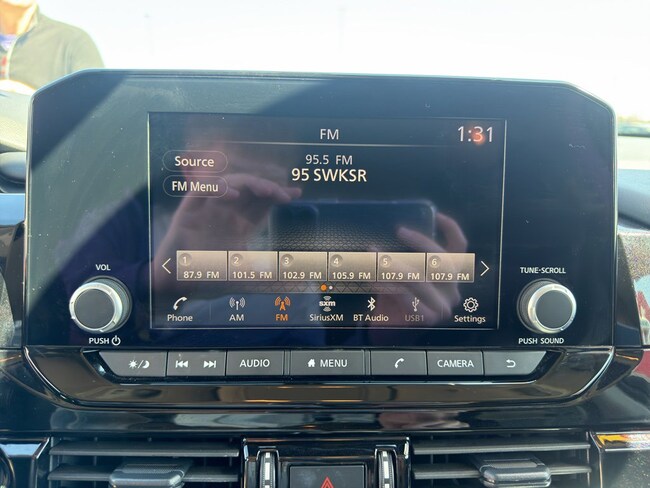 FM 1:31
Source
95.5 FM
95 SWKSR
FM Menu
1 2 3 4 5 6
87.9 FM 101.5 FM 102.9 FM 105.9 FM 107.9 FM 107.9 FM
VOL
TUNE·SCROLL
sxm
Phone AM FM SiriusXM BT Audio USB1 Settings
PUSH
PUSH SOUND
AUDIO MENU CAMERA